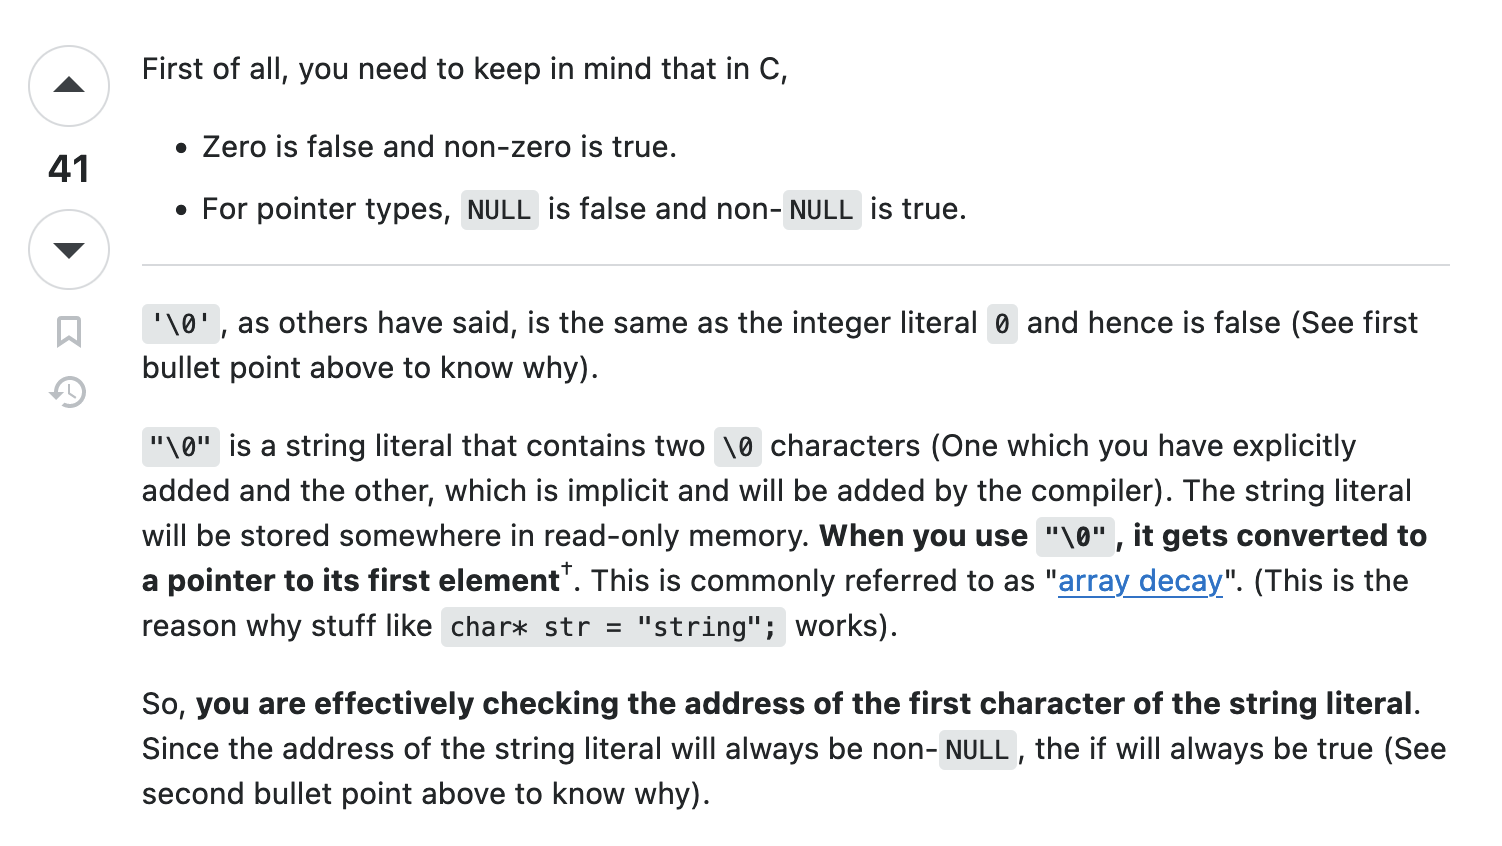 First of all, you need to keep in mind that in C,
41
• Zero is false and non-zero is true.
• For pointer types, NULL is false and non-NULL is true.
'\0', as others have said, is the same as the integer literal 0 and hence is false (See first
bullet point above to know why).
"\0" is a string literal that contains two \0 characters (One which you have explicitly
added and the other, which is implicit and will be added by the compiler). The string literal
will be stored somewhere in read-only memory. When you use "\0", it gets converted to
a pointer to its first element†. This is commonly referred to as "array decay". (This is the
reason why stuff like char* str = "string"; works).
So, you are effectively checking the address of the first character of the string literal.
Since the address of the string literal will always be non-NULL, the if will always be true (See
second bullet point above to know why).